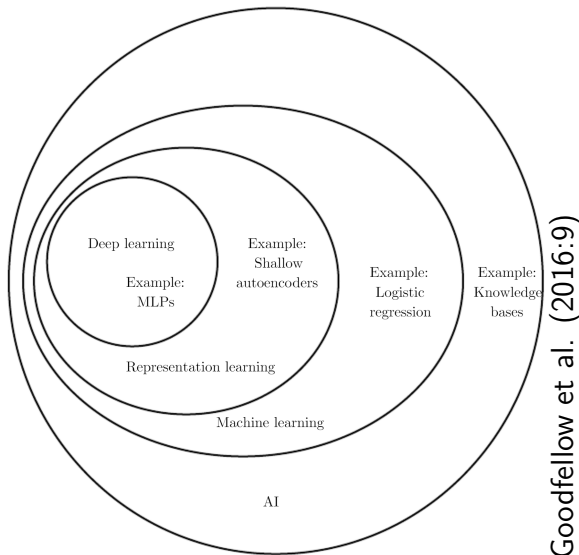 Deep learning
Example:
MLPs
Example:
Shallow
autoencoders
Example:
Logistic
regression
Example:
Knowledge
bases
Representation learning
Machine learning
AI
Goodfellow et al. (2016:9)